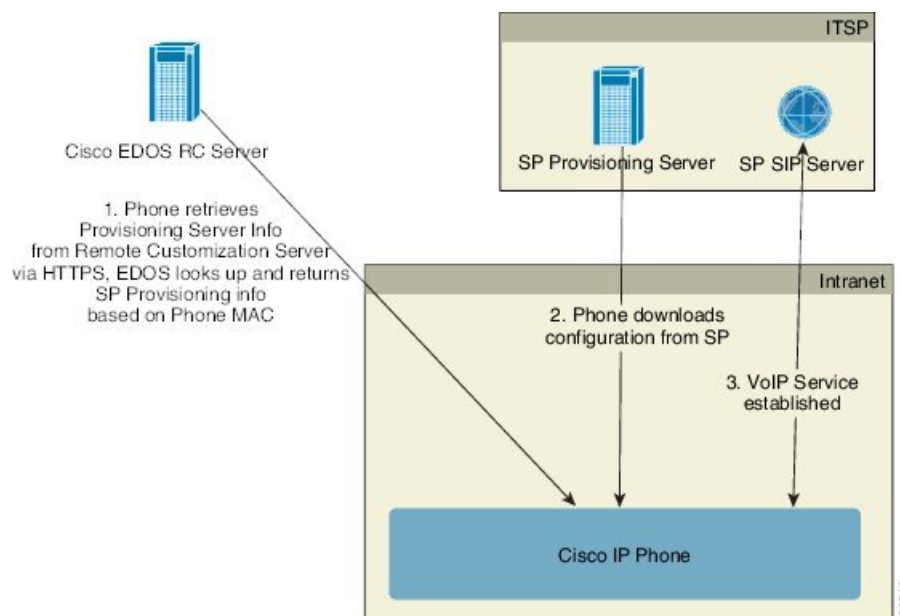 ITSP
Cisco EDOS RC Server
SP Provisioning Server
SP SIP Server
1. Phone retrieves
Provisioning Server Info
from Remote Customization Server
via HTTPS, EDOS looks up and returns
SP Provisioning info
based on Phone MAC
Intranet
2. Phone downloads
configuration from SP
3. VoIP Service
established
Cisco IP Phone